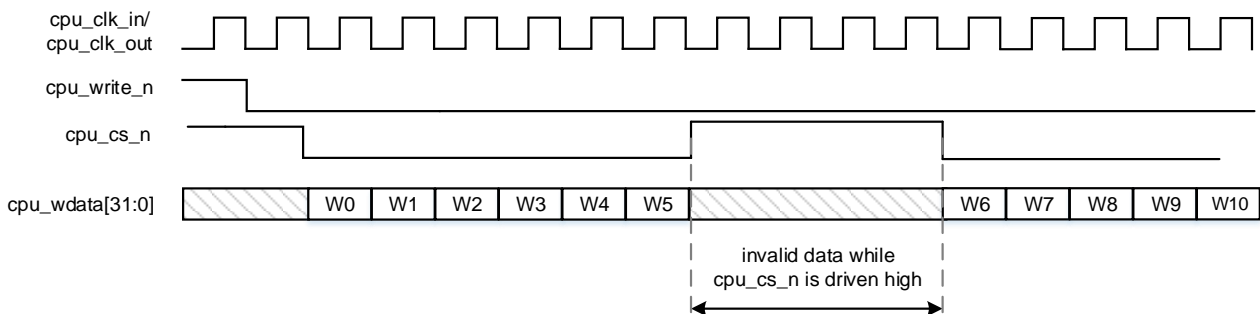 cpu_clk_in/
cpu_clk_out
cpu_write_n
cpu_cs_n
cpu_wdata[31:0] W0 W1 W2 W3 W4 W5 W6 W7 W8 W9 W10
invalid data while
cpu_cs_n is driven high